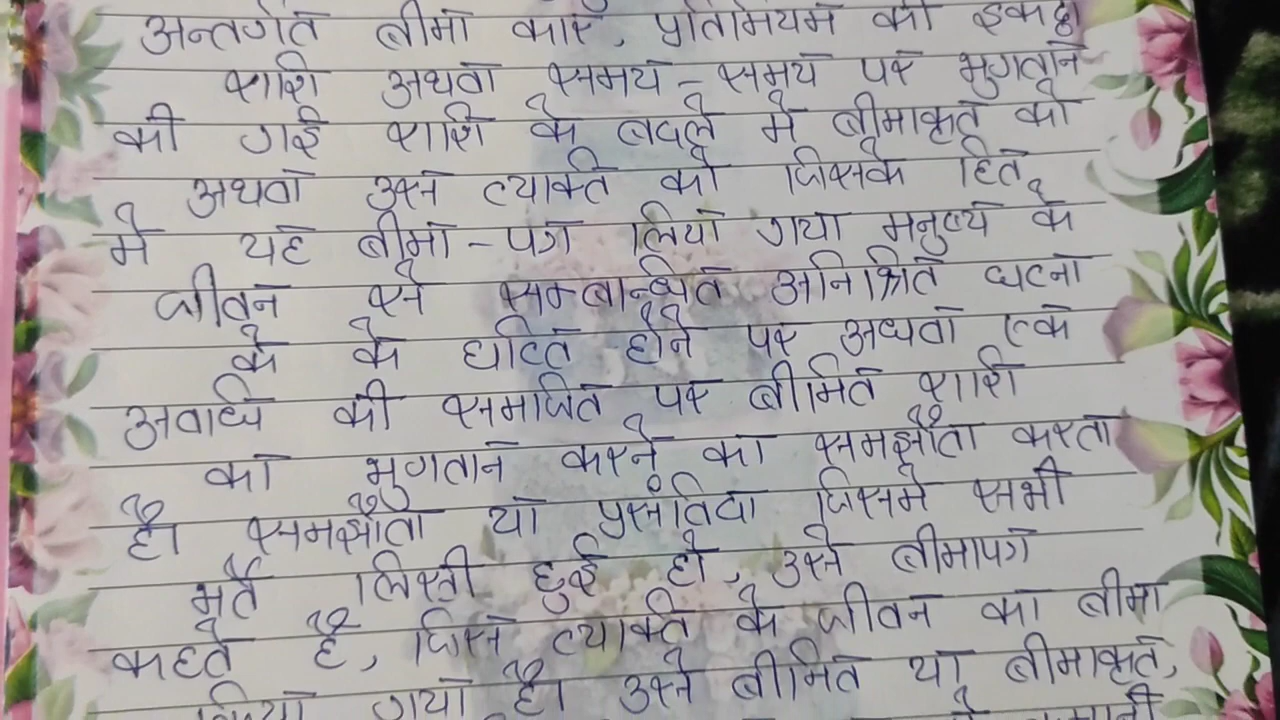 अन्तर्गत बीमा कार, प्रतिमियम की इकट्ठी
राशि अथवा समय - समय पर भुगतान
की गई राशि के बदले में बीमाकृत को
अथवा उस व्यक्ति को जिसके हित
में यह बीमा - पत्र लिया गया मनुष्य के
जीवन से सम्बन्धित अनिश्चित घटना
के के घटित होने पर अथवा एक
अवधि की समाप्ति पर बीमित राशि
का भुगतान करने का समझौता करता
है। समझौता या प्रसंविदा जिसमें सभी
शर्तें लिखी हुई हो, उसे बीमापत्र
कहते हैं, जिस व्यक्ति के जीवन का बीमा
किया गया है। उसे बीमित या बीमाकृत,